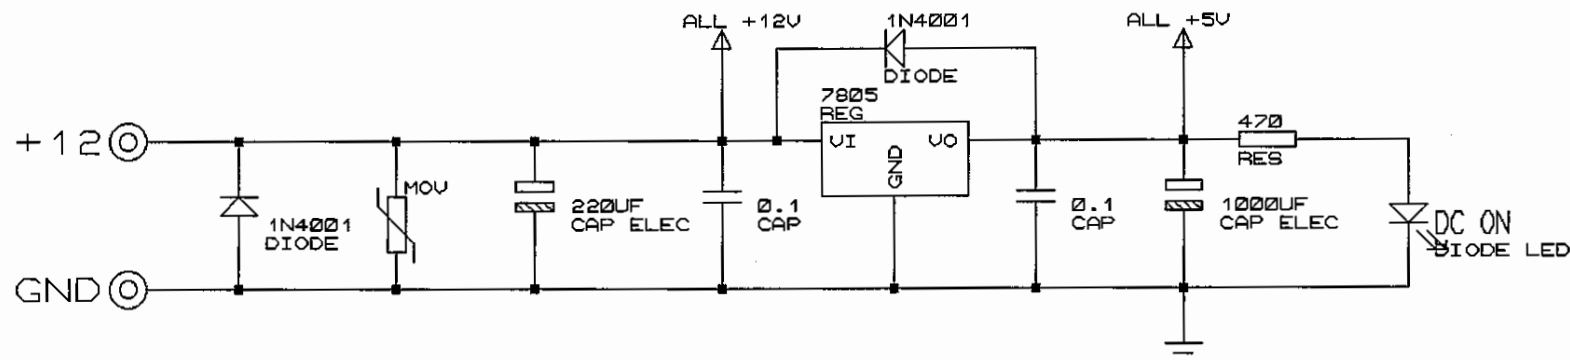 ALL +12V
1N4001
DIODE
ALL +5V
7805
REG
470
RES
+12
VI
GND
VO
MOV
1N4001
DIODE
220UF
CAP ELEC
0.1
CAP
0.1
CAP
1000UF
CAP ELEC
DC ON
DIODE LED
GND